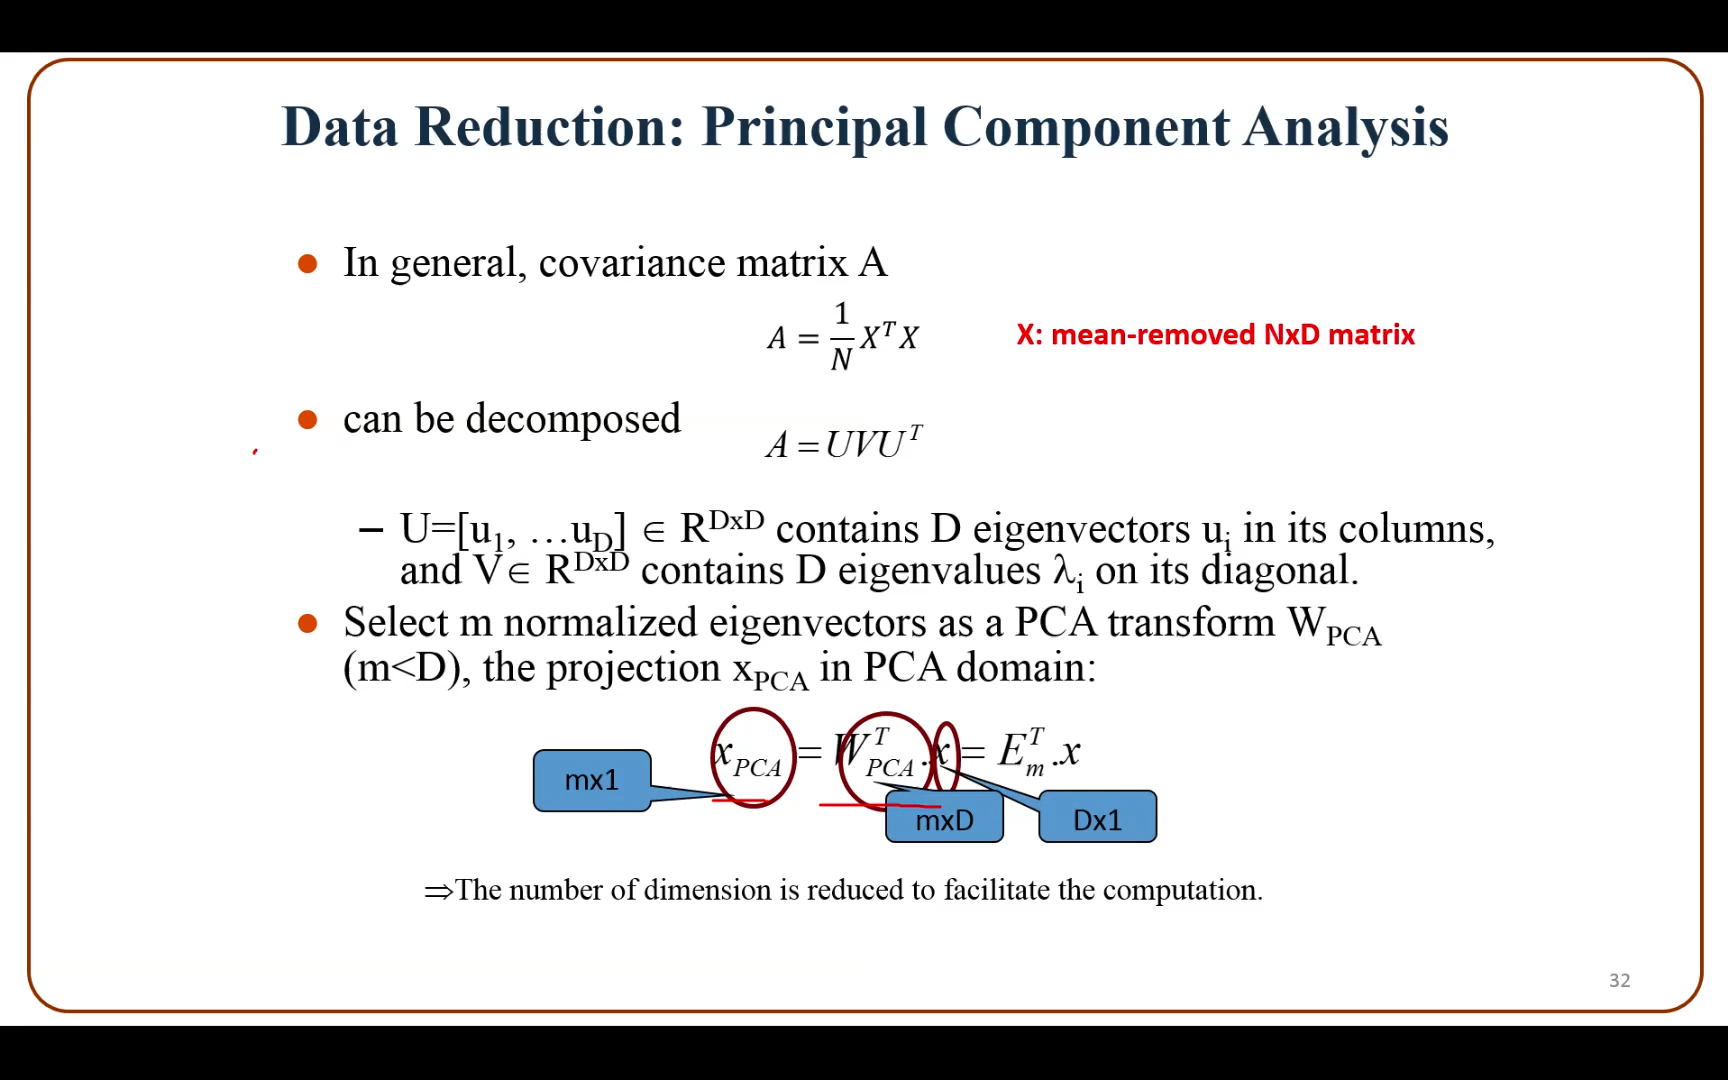 Data Reduction: Principal Component Analysis
● In general, covariance matrix A
A = 1/N X^T X
X: mean-removed NxD matrix
● can be decomposed
A = UVU^T
– U=[u_1, …u_D] ∈ R^DxD contains D eigenvectors u_i in its columns,
and V∈ R^DxD contains D eigenvalues λ_i on its diagonal.
● Select m normalized eigenvectors as a PCA transform W_PCA
(m<D), the projection x_PCA in PCA domain:
x_PCA = W^T_PCA.x = E^T_m.x
mx1
mxD
Dx1
⇒The number of dimension is reduced to facilitate the computation.
32